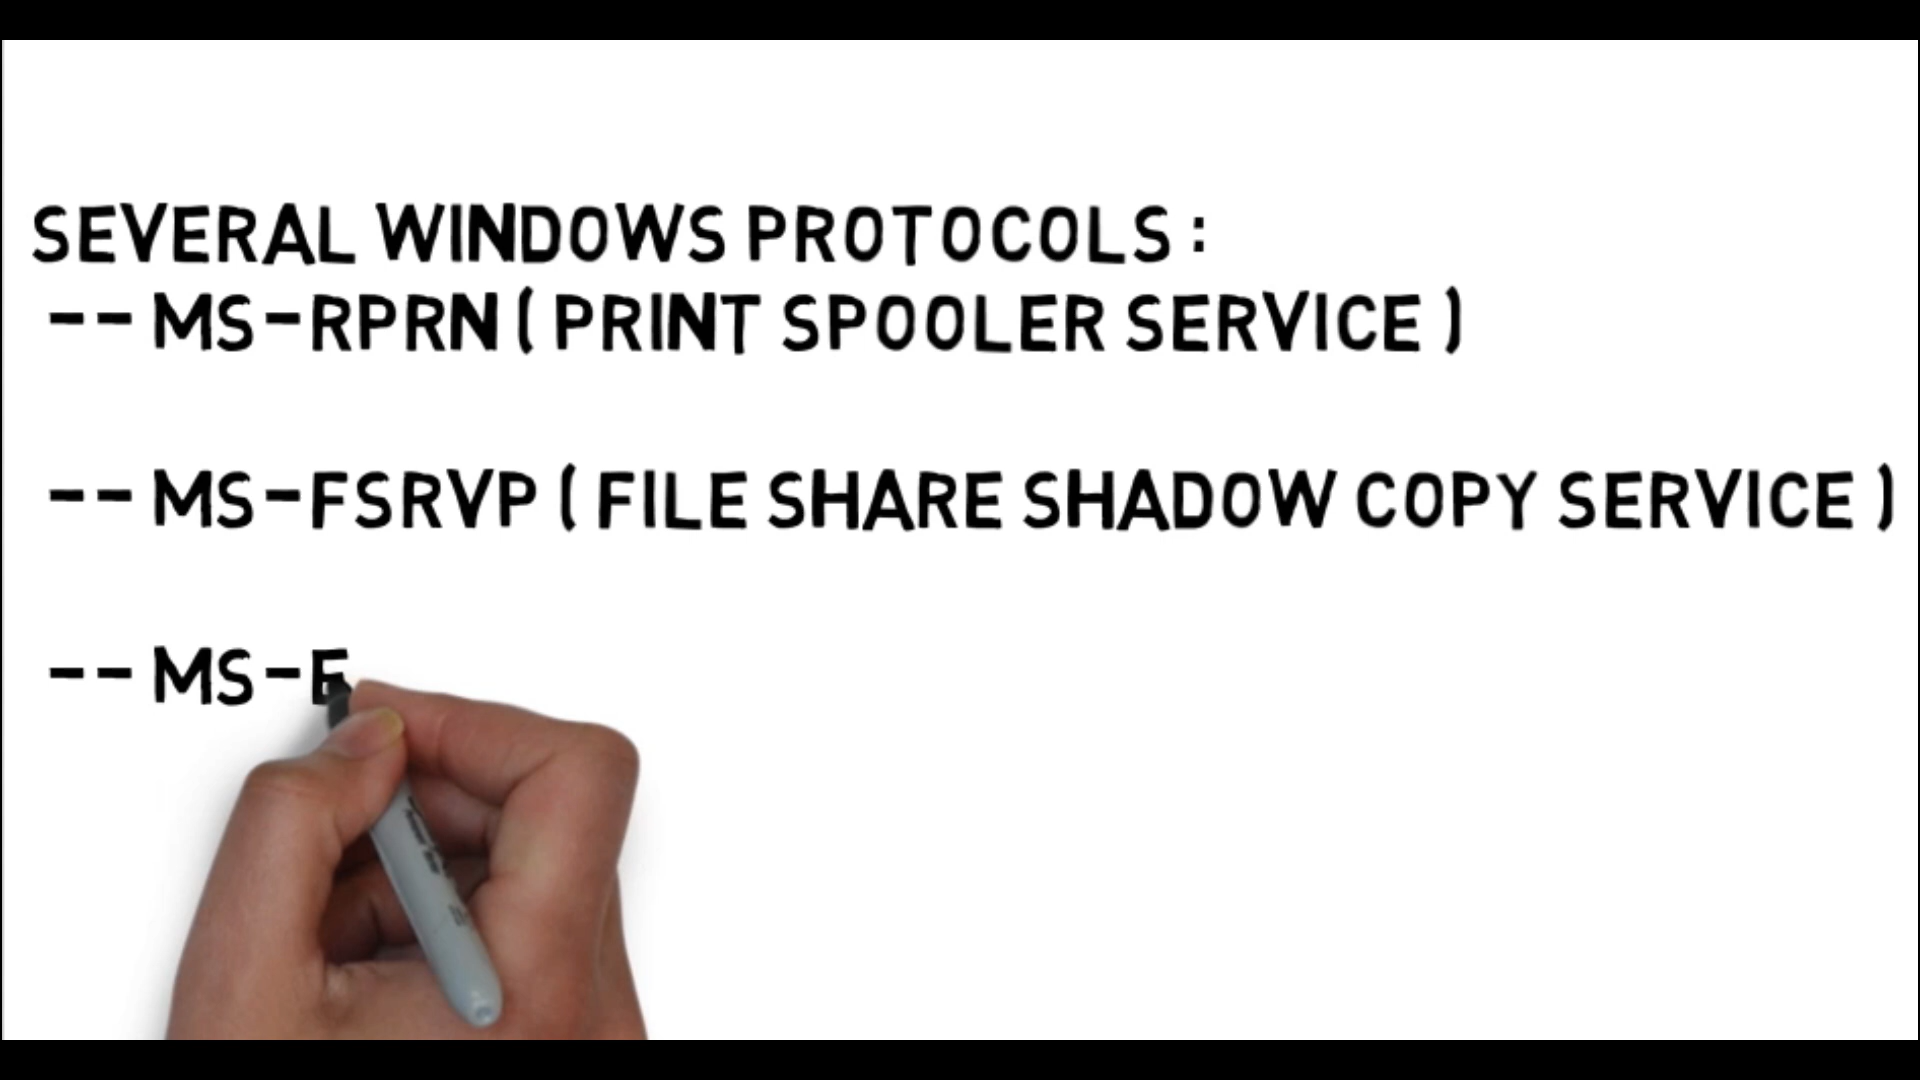 SEVERAL WINDOWS PROTOCOLS :
-- MS-RPRN ( PRINT SPOOLER SERVICE )
-- MS-FSRVP ( FILE SHARE SHADOW COPY SERVICE )
-- MS-E